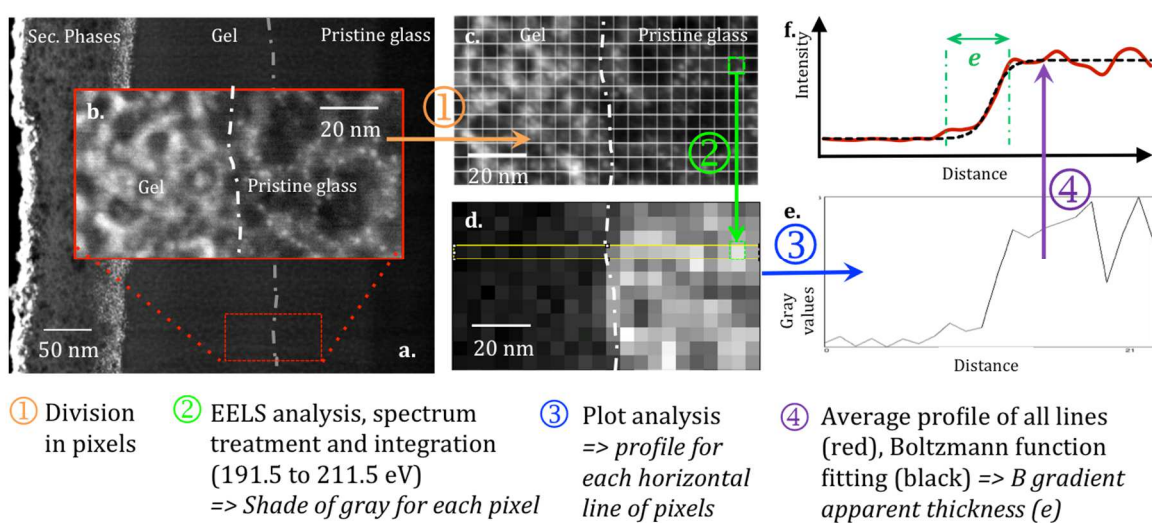 Sec. Phases
Gel
Pristine glass
b.
20 nm
Gel
Pristine glass
50 nm
a.
①
c.
Gel
Pristine glass
20 nm
②
d.
20 nm
③
f.
Intensity
e
Distance
④
e.
1
Gray
values
0
21
Distance
① Division
in pixels
② EELS analysis, spectrum
treatment and integration
(191.5 to 211.5 eV)
=> Shade of gray for each pixel
③ Plot analysis
=> profile for
each horizontal
line of pixels
④ Average profile of all lines
(red), Boltzmann function
fitting (black) => B gradient
apparent thickness (e)